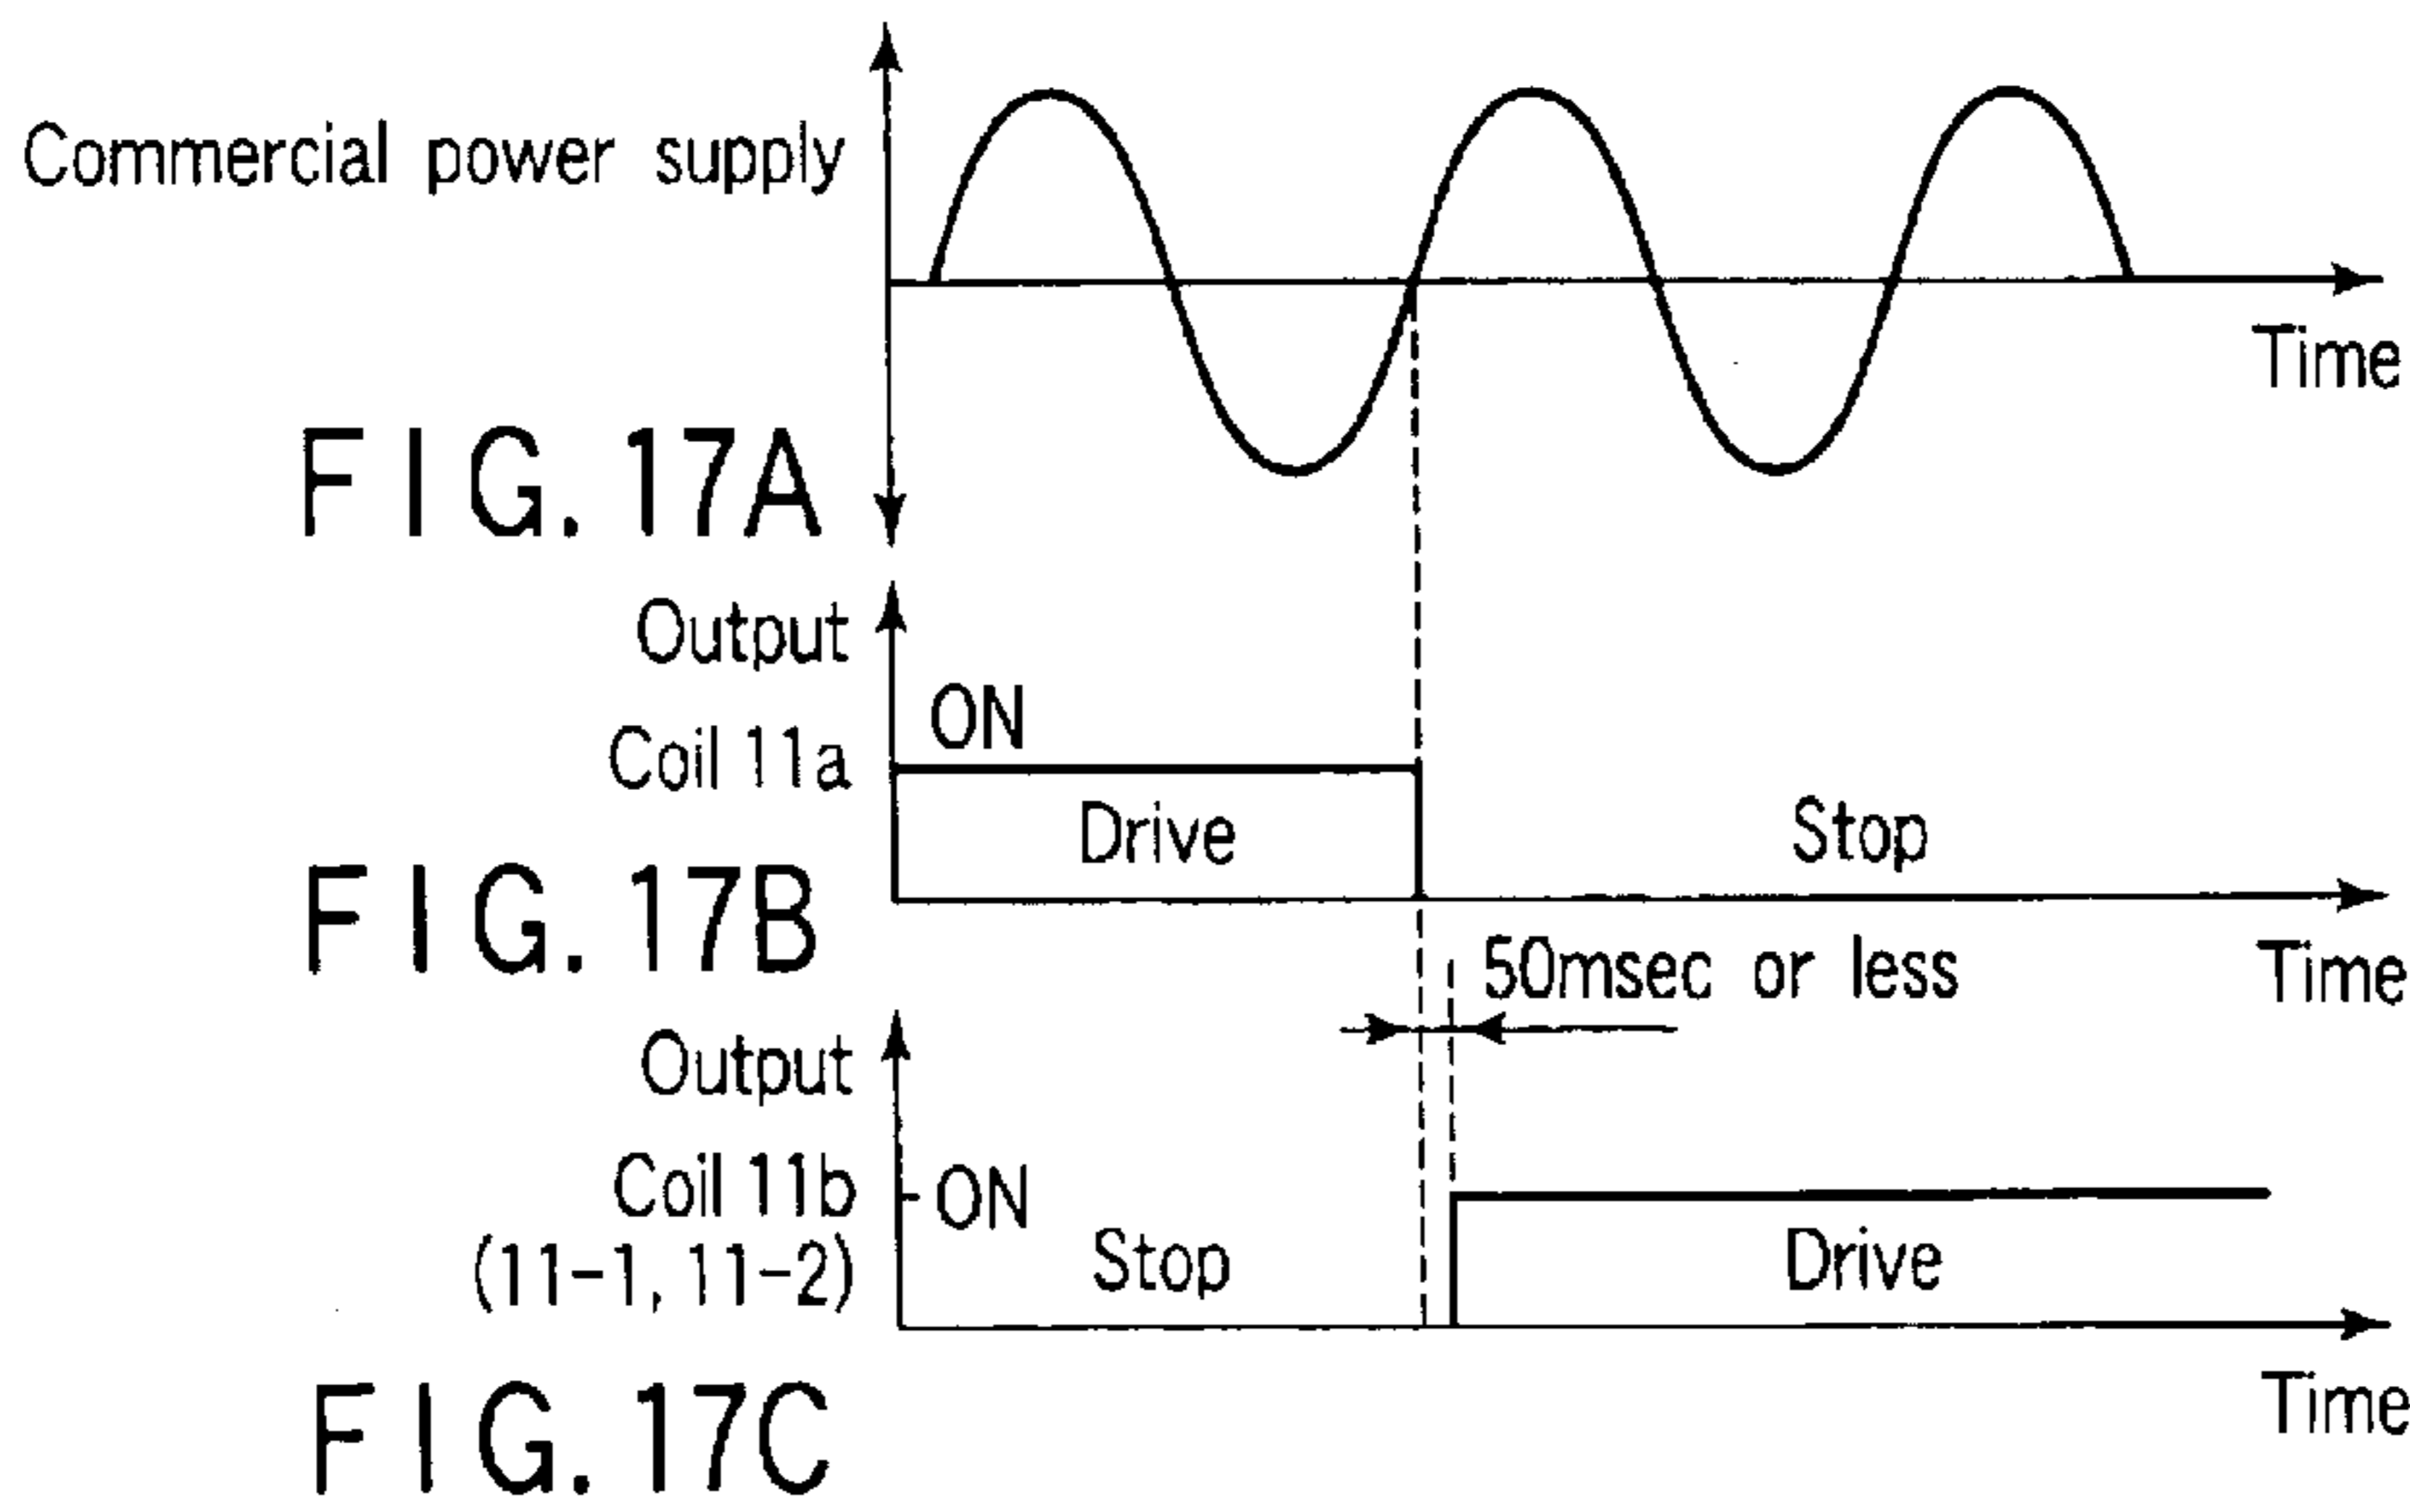 Commercial power supply
Time
FIG. 17A
Output
ON
Coil 11a
Drive
Stop
FIG. 17B
50msec or less
Time
Output
Coil 11b
ON
(11-1, 11-2)
Stop
Drive
Time
FIG. 17C